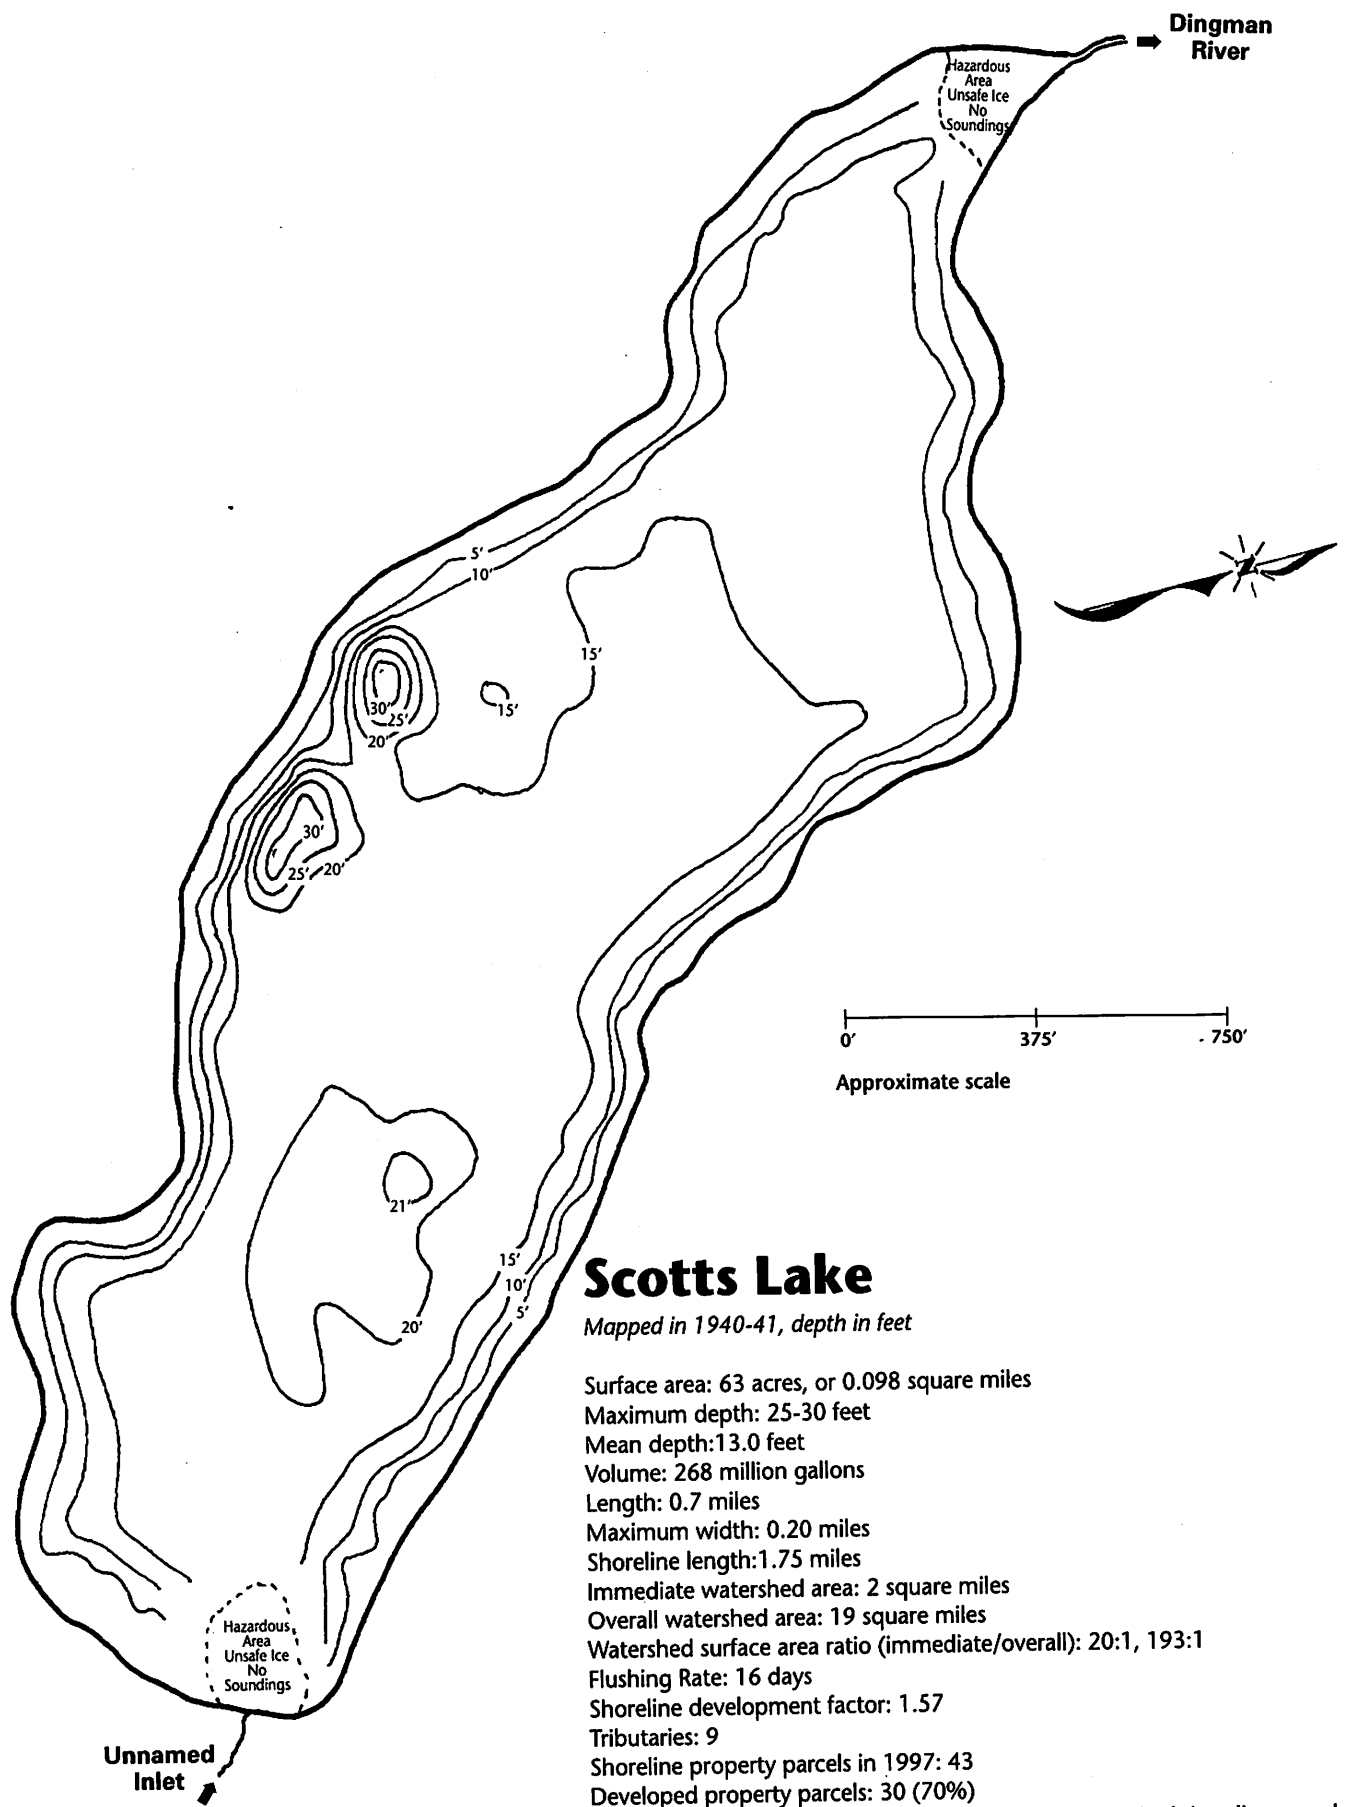 Dingman
River
Hazardous
Area
Unsafe Ice
No
Soundings
5'
10'
15'
30'
25'
20'
15'
30'
25'
20'
N
0'
375'
750'
Approximate scale
21'
20'
15'
10'
5'
Scotts Lake
Mapped in 1940-41, depth in feet
Surface area: 63 acres, or 0.098 square miles
Maximum depth: 25-30 feet
Mean depth:13.0 feet
Volume: 268 million gallons
Length: 0.7 miles
Maximum width: 0.20 miles
Shoreline length:1.75 miles
Immediate watershed area: 2 square miles
Overall watershed area: 19 square miles
Watershed surface area ratio (immediate/overall): 20:1, 193:1
Flushing Rate: 16 days
Shoreline development factor: 1.57
Tributaries: 9
Shoreline property parcels in 1997: 43
Developed property parcels: 30 (70%)
Hazardous
Area
Unsafe Ice
No
Soundings
Unnamed
Inlet